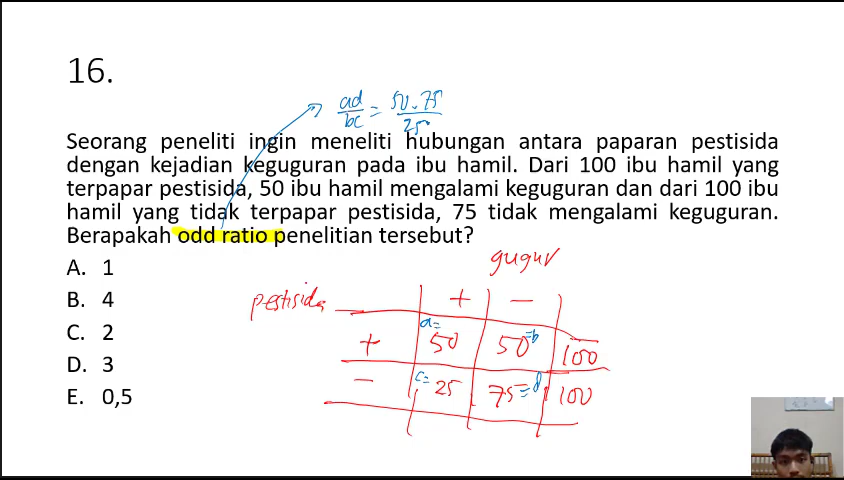 16.
ad/bc = 50.75/25
Seorang peneliti ingin meneliti hubungan antara paparan pestisida
dengan kejadian keguguran pada ibu hamil. Dari 100 ibu hamil yang
terpapar pestisida, 50 ibu hamil mengalami keguguran dan dari 100 ibu
hamil yang tidak terpapar pestisida, 75 tidak mengalami keguguran.
Berapakah odd ratio penelitian tersebut?
gugur
A. 1
pestisida + -
B. 4
C. 2
+ a= 50 50 =b 100
D. 3
- c= 25 75 =d 100
E. 0,5